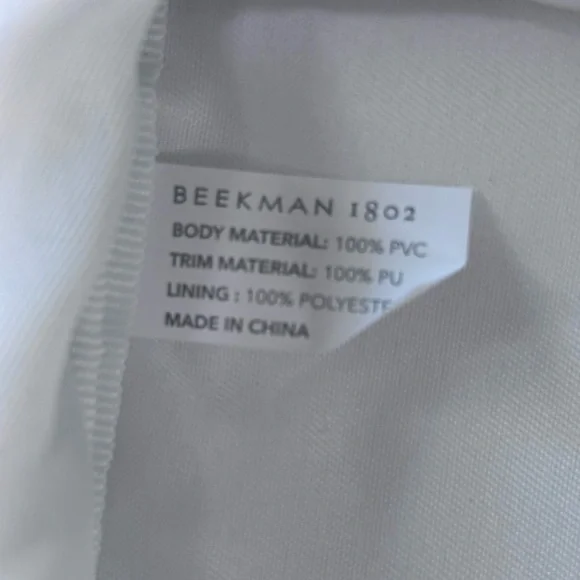 BEEKMAN 1802
BODY MATERIAL: 100% PVC
TRIM MATERIAL: 100% PU
LINING : 100% POLYESTE
MADE IN CHINA